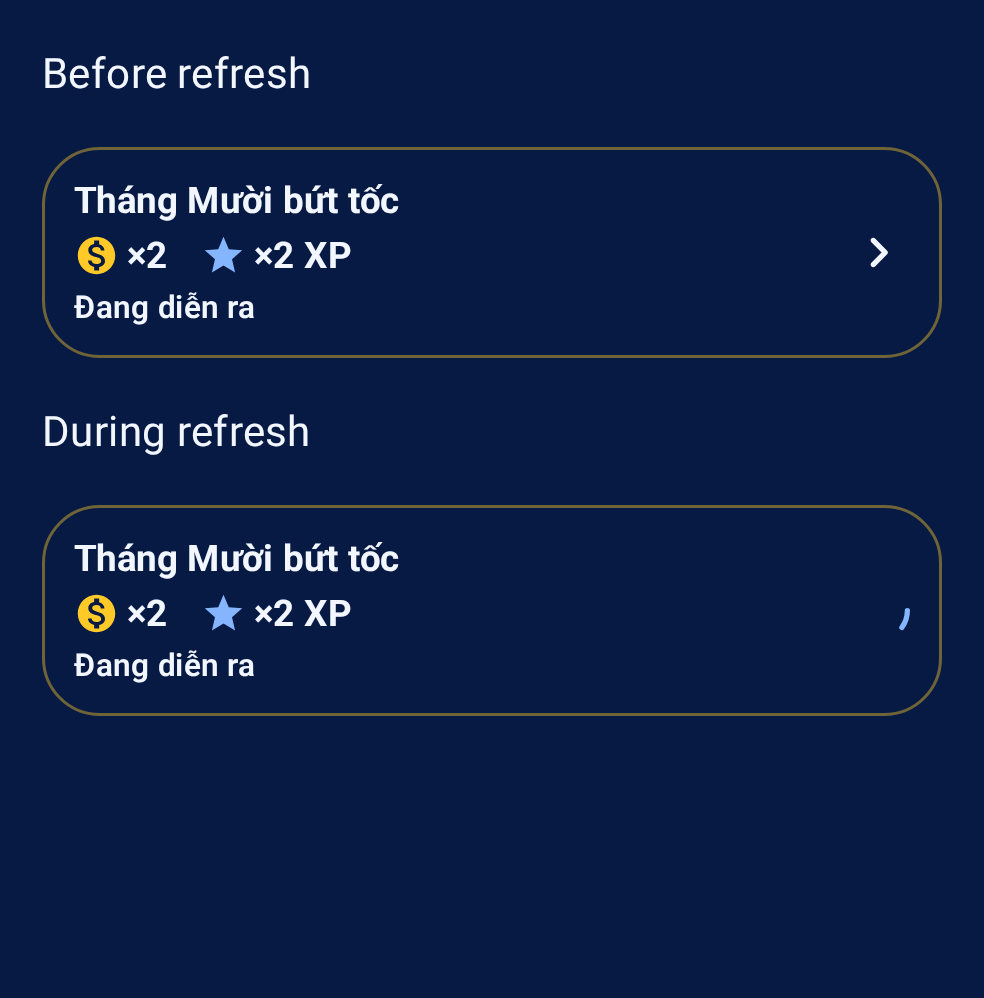 Before refresh
Tháng Mười bứt tốc
×2 ×2 XP
Đang diễn ra
During refresh
Tháng Mười bứt tốc
×2 ×2 XP
Đang diễn ra